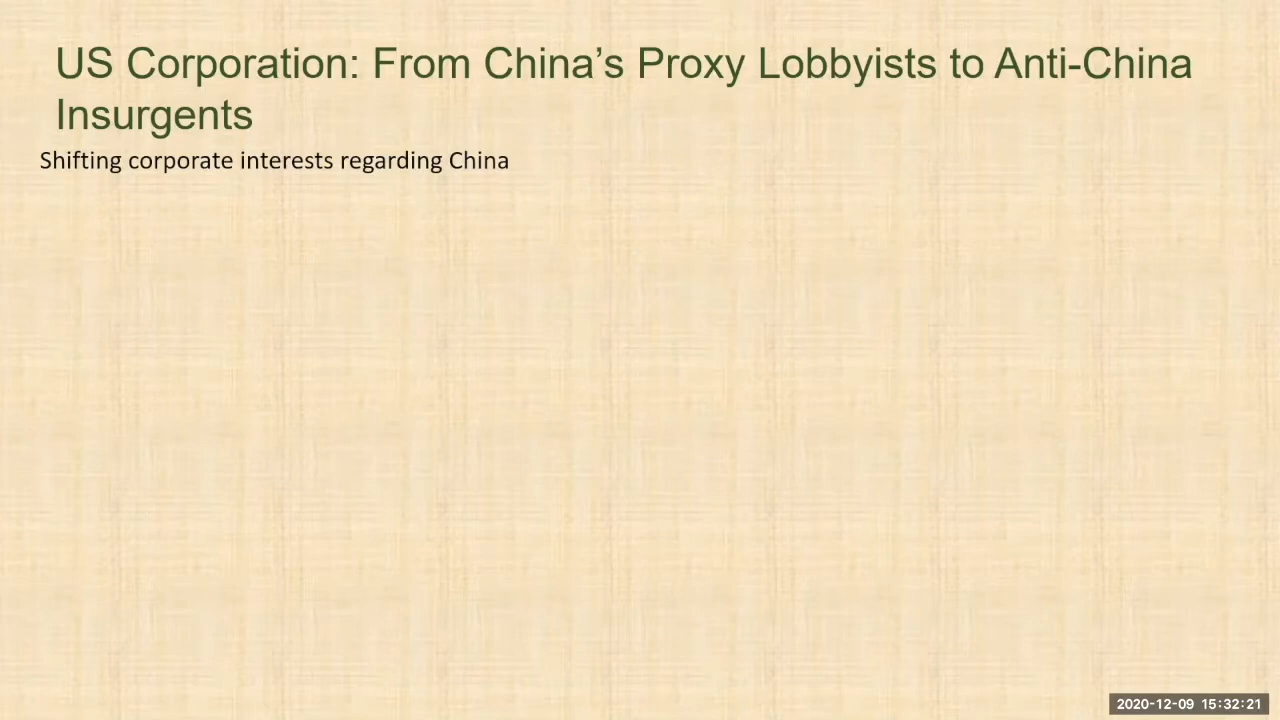 US Corporation: From China’s Proxy Lobbyists to Anti-China
Insurgents
Shifting corporate interests regarding China
2020-12-09 15:32:21